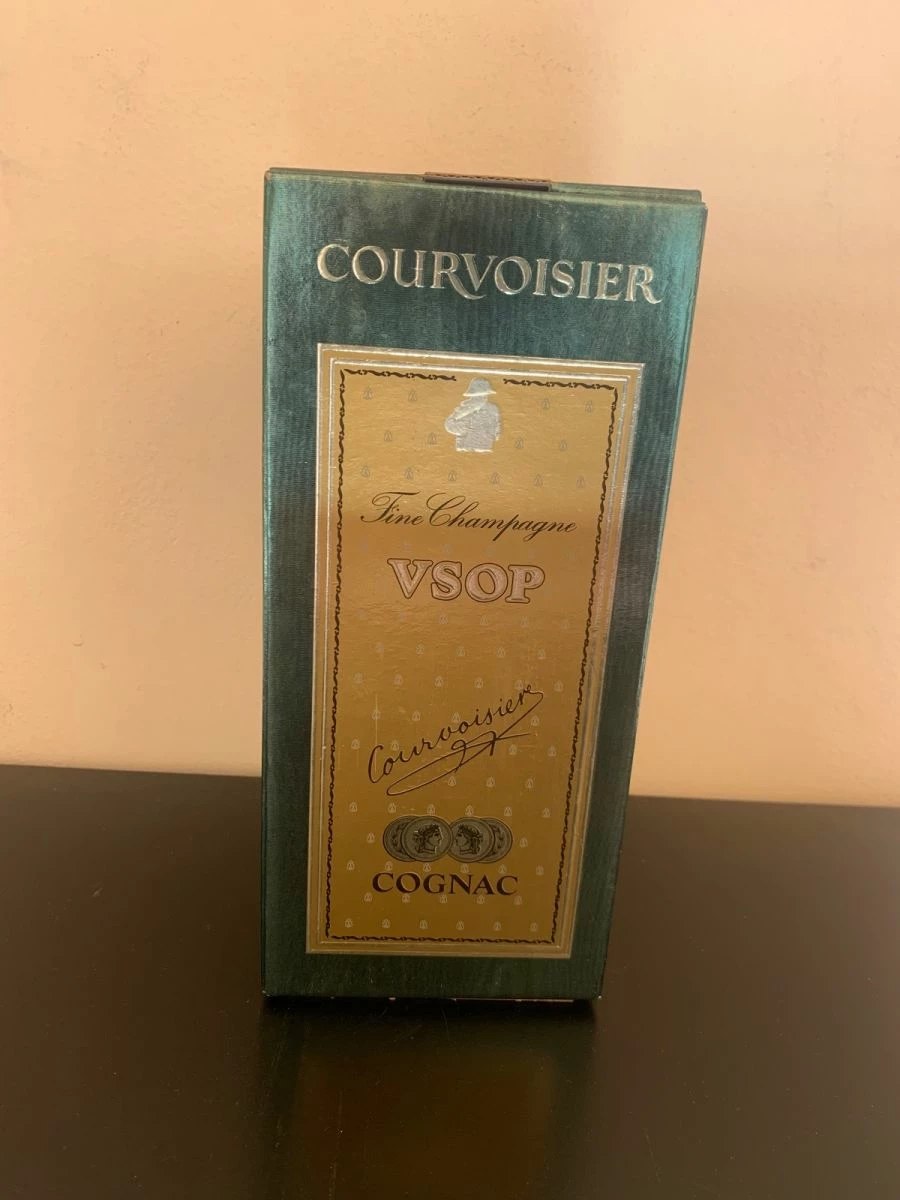 COURVOISIER
Fine Champagne
VSOP
Courvoisier
COGNAC